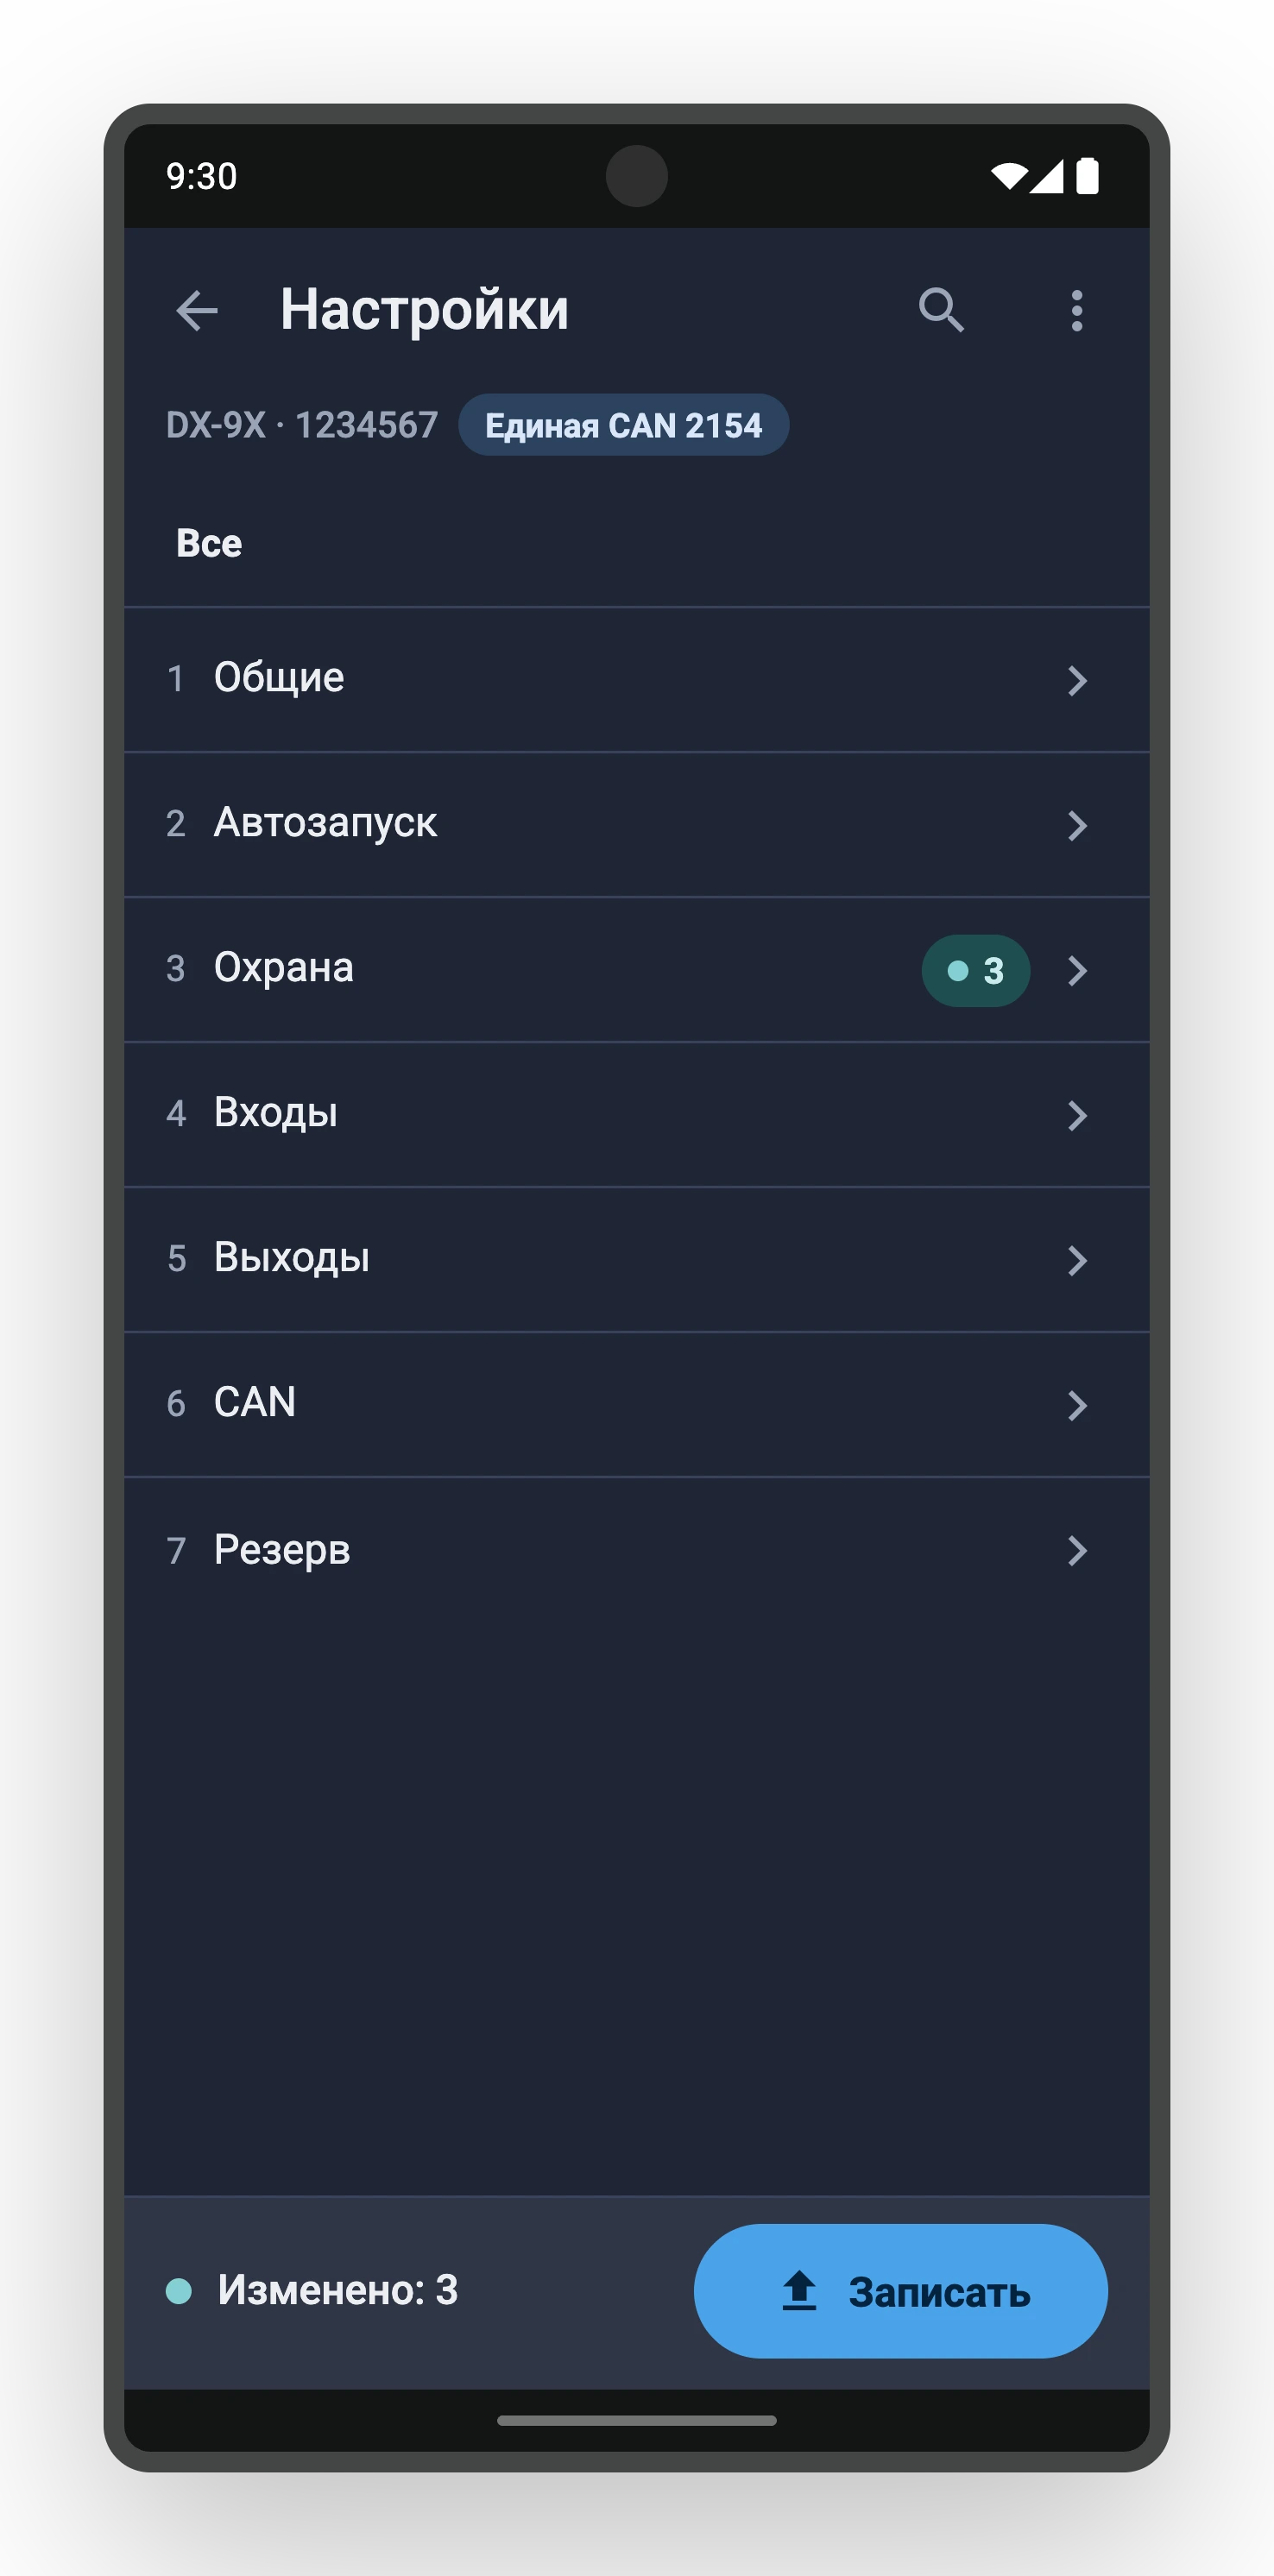 9:30
Настройки
DX-9X · 1234567 Единая CAN 2154
Все
1 Общие
2 Автозапуск
3 Охрана 3
4 Входы
5 Выходы
6 CAN
7 Резерв
Изменено: 3 Записать